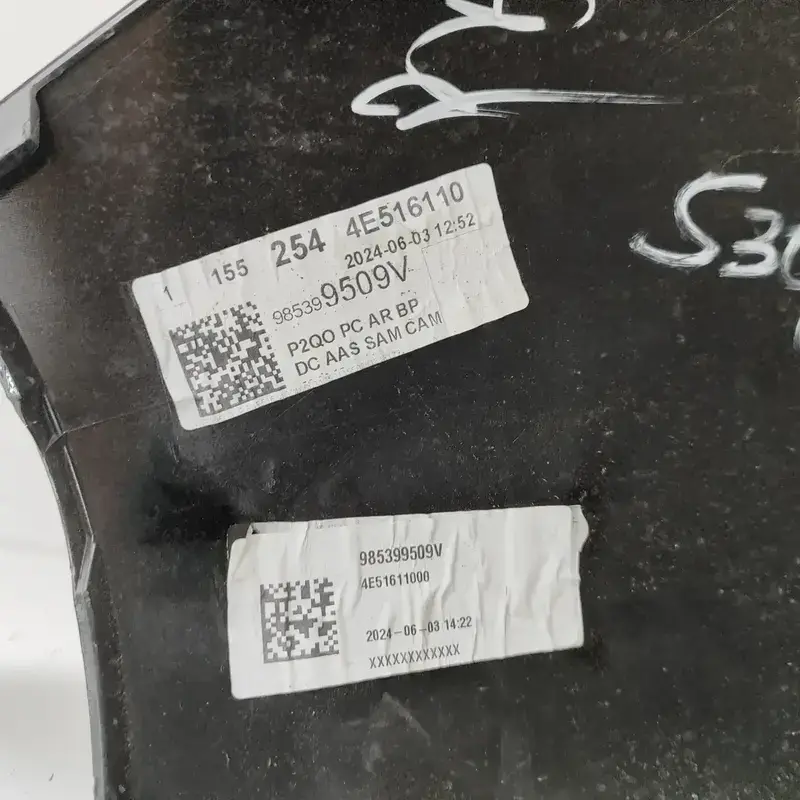 S30
1 155 254 4E516110
2024-06-03 12:52
985399509V
P2QO PC AR BP
DC AAS SAM CAM
985399509V
4E51611000
2024-06-03 14:22
XXXXXXXXXXXX